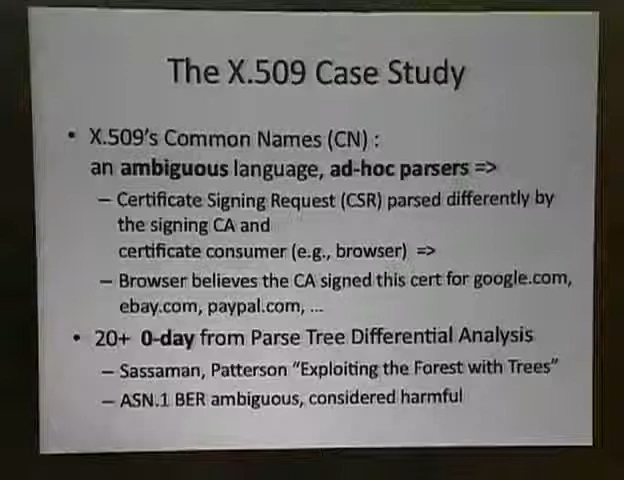 The X.509 Case Study
• X.509's Common Names (CN) :
an ambiguous language, ad-hoc parsers =>
– Certificate Signing Request (CSR) parsed differently by
the signing CA and
certificate consumer (e.g., browser) =>
– Browser believes the CA signed this cert for google.com,
ebay.com, paypal.com, ...
• 20+ 0-day from Parse Tree Differential Analysis
– Sassaman, Patterson "Exploiting the Forest with Trees"
– ASN.1 BER ambiguous, considered harmful